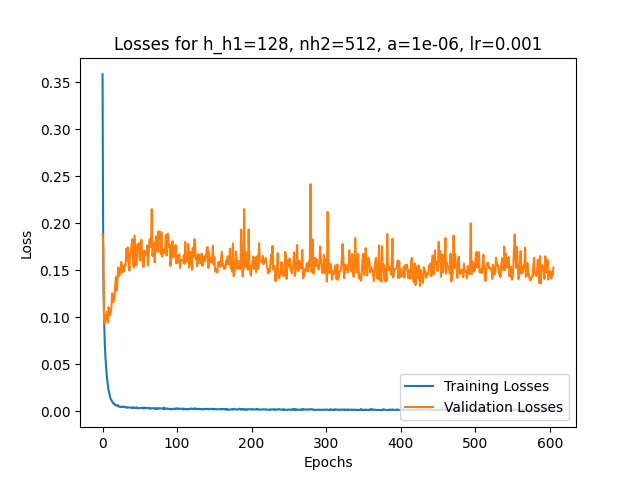 Losses for h_h1=128, nh2=512, a=1e-06, lr=0.001
Loss
0.35
0.30
0.25
0.20
0.15
0.10
0.05
0.00
Training Losses
Validation Losses
0 100 200 300 400 500 600
Epochs